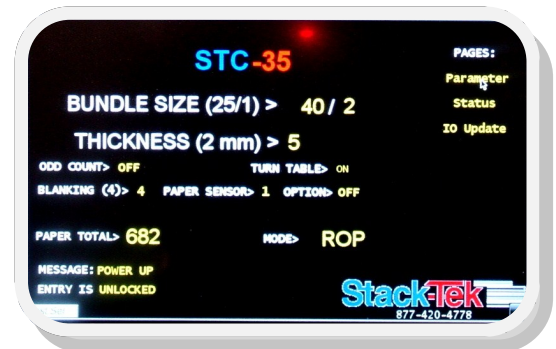 STC-35
PAGES:
Parameter
Status
IO Update
BUNDLE SIZE (25/1) > 40 / 2
THICKNESS (2 mm) > 5
ODD COUNT> OFF TURN TABLE> ON
BLANKING (4)> 4 PAPER SENSOR> 1 OPTION> OFF
PAPER TOTAL> 682 MODE> ROP
MESSAGE: POWER UP
ENTRY IS UNLOCKED
Stack-Tek
877-420-4778